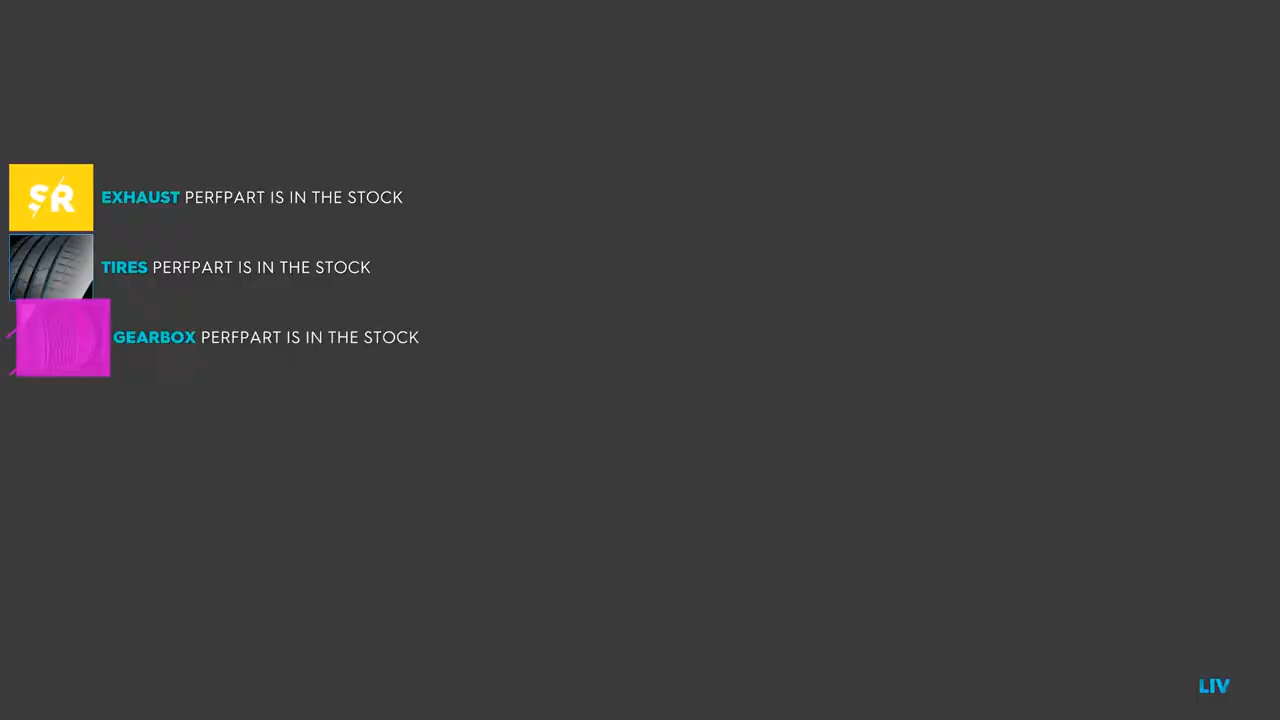 SR
EXHAUST PERFPART IS IN THE STOCK
TIRES PERFPART IS IN THE STOCK
GEARBOX PERFPART IS IN THE STOCK
LIV